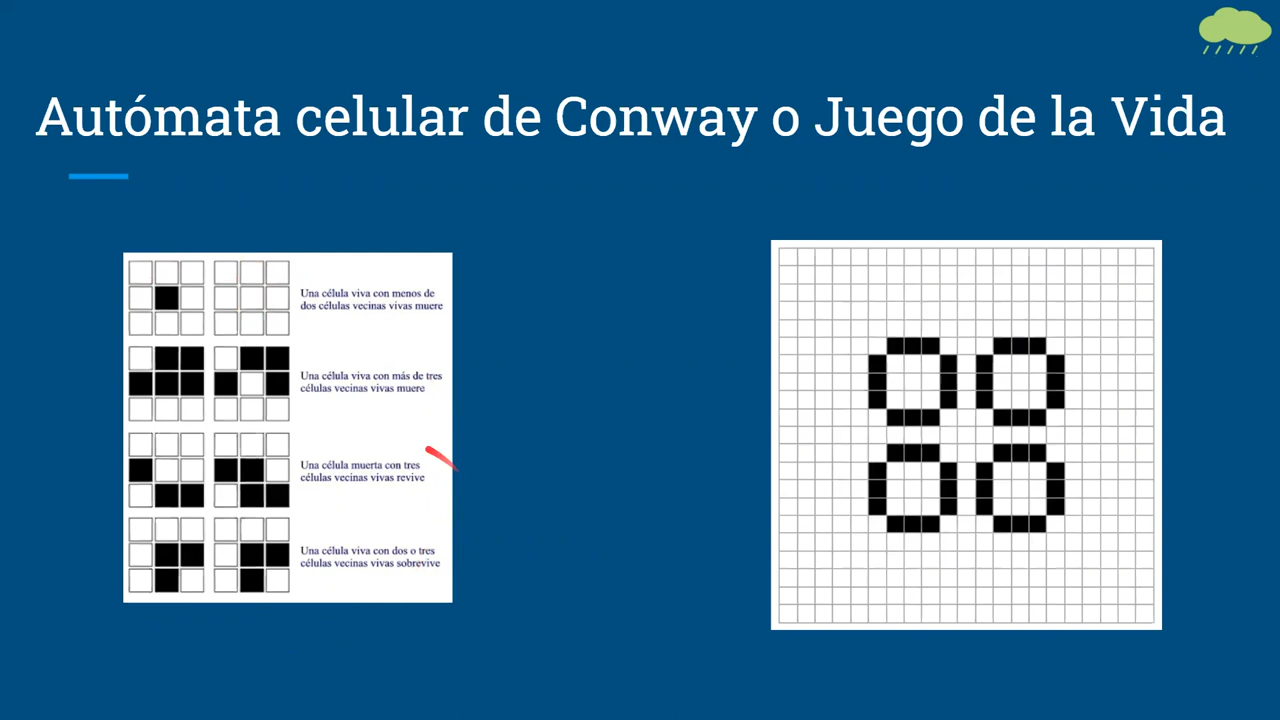 Autómata celular de Conway o Juego de la Vida
Una célula viva con menos de
dos células vecinas vivas muere
Una célula viva con más de tres
células vecinas vivas muere
Una célula muerta con tres
células vecinas vivas revive
Una célula viva con dos o tres
células vecinas vivas sobrevive